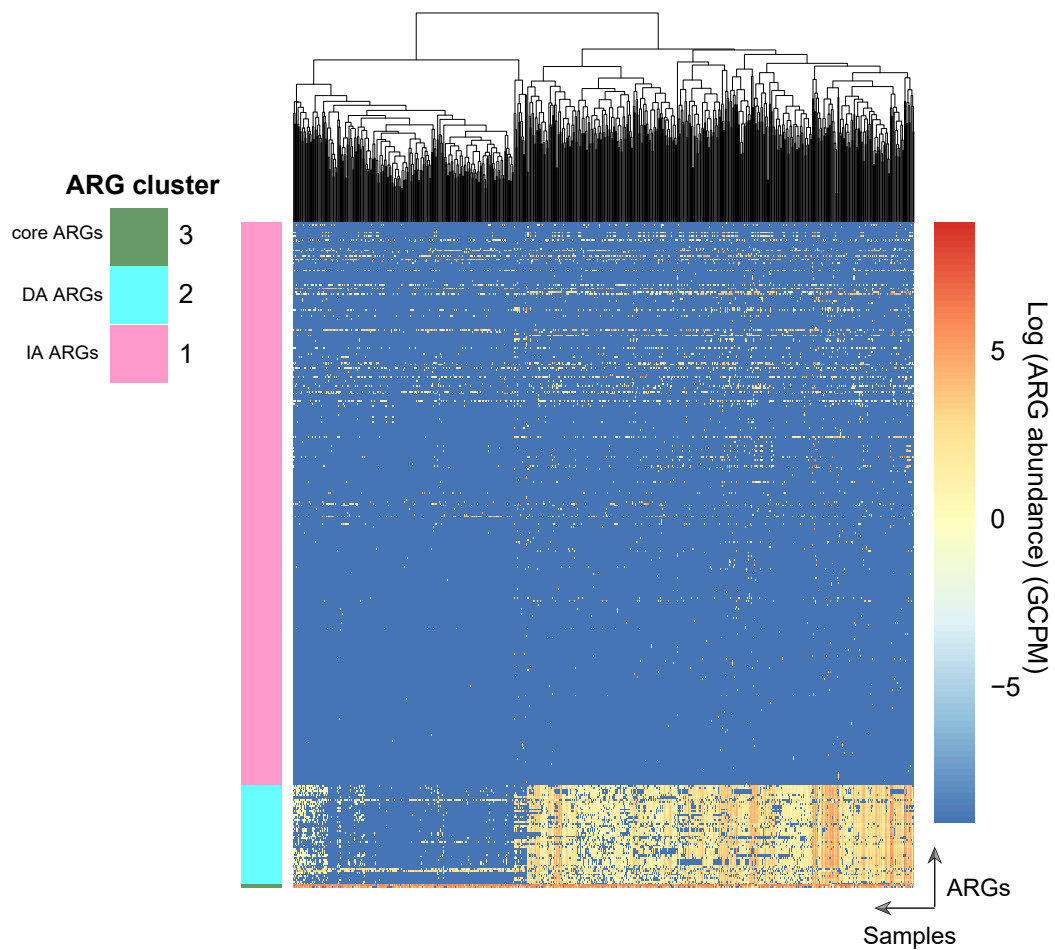 ARG cluster
core ARGs 3
DA ARGs 2
IA ARGs 1
5
0
−5
Log (ARG abundance) (GCPM)
ARGs
Samples